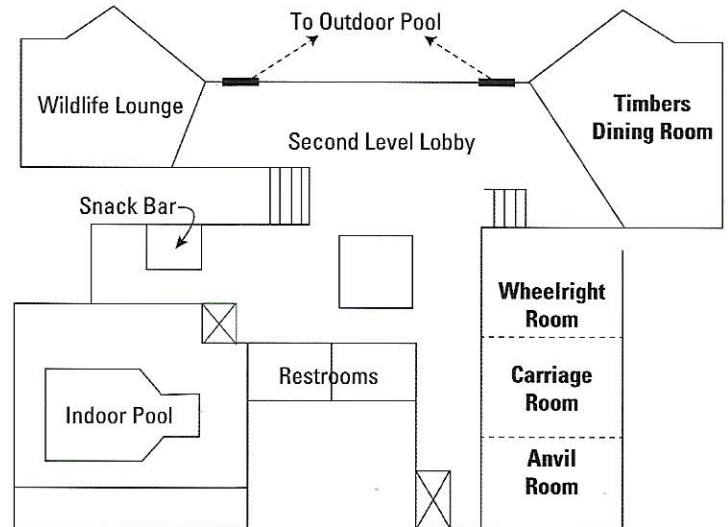 To Outdoor Pool
Wildlife Lounge
Timbers
Dining Room
Second Level Lobby
Snack Bar
Wheelright
Room
Restrooms
Carriage
Room
Indoor Pool
Anvil
Room